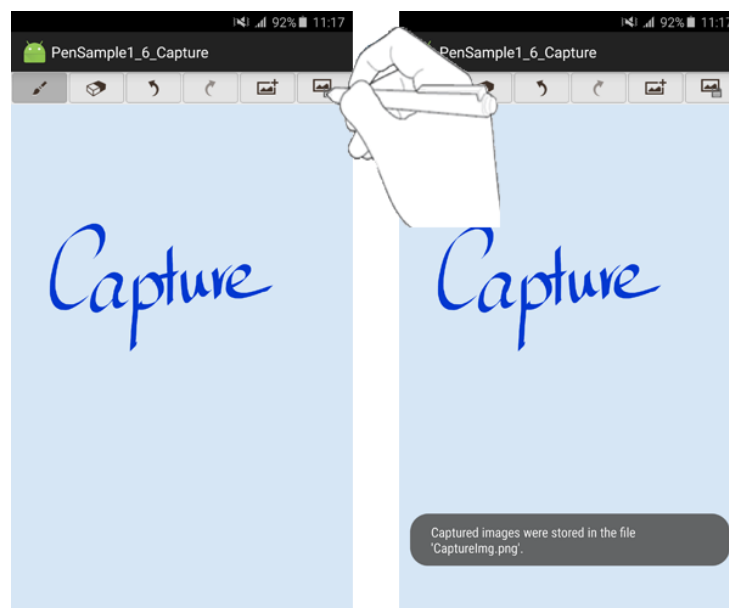 92% 11:17
PenSample1_6_Capture
Capture
92% 11:17
PenSample1_6_Capture
Capture
Captured images were stored in the file
'CaptureImg.png'.